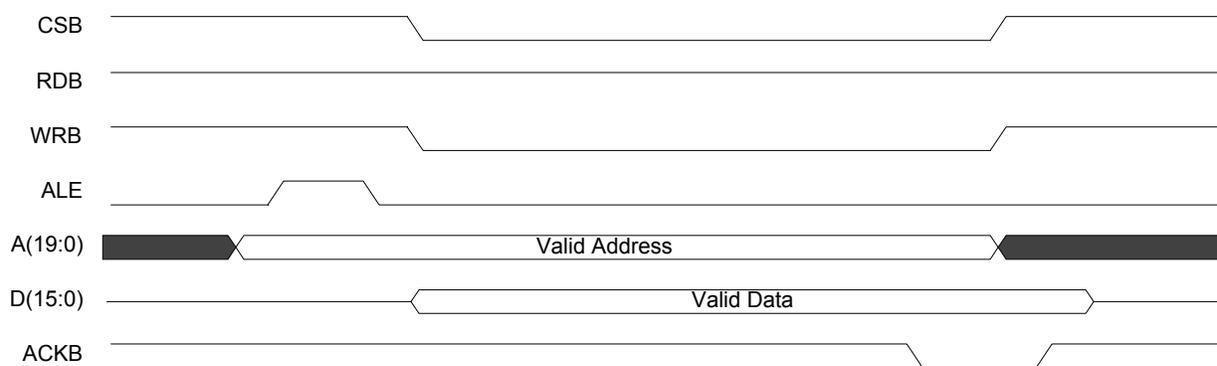 CSB
RDB
WRB
ALE
A(19:0) Valid Address
D(15:0) Valid Data
ACKB